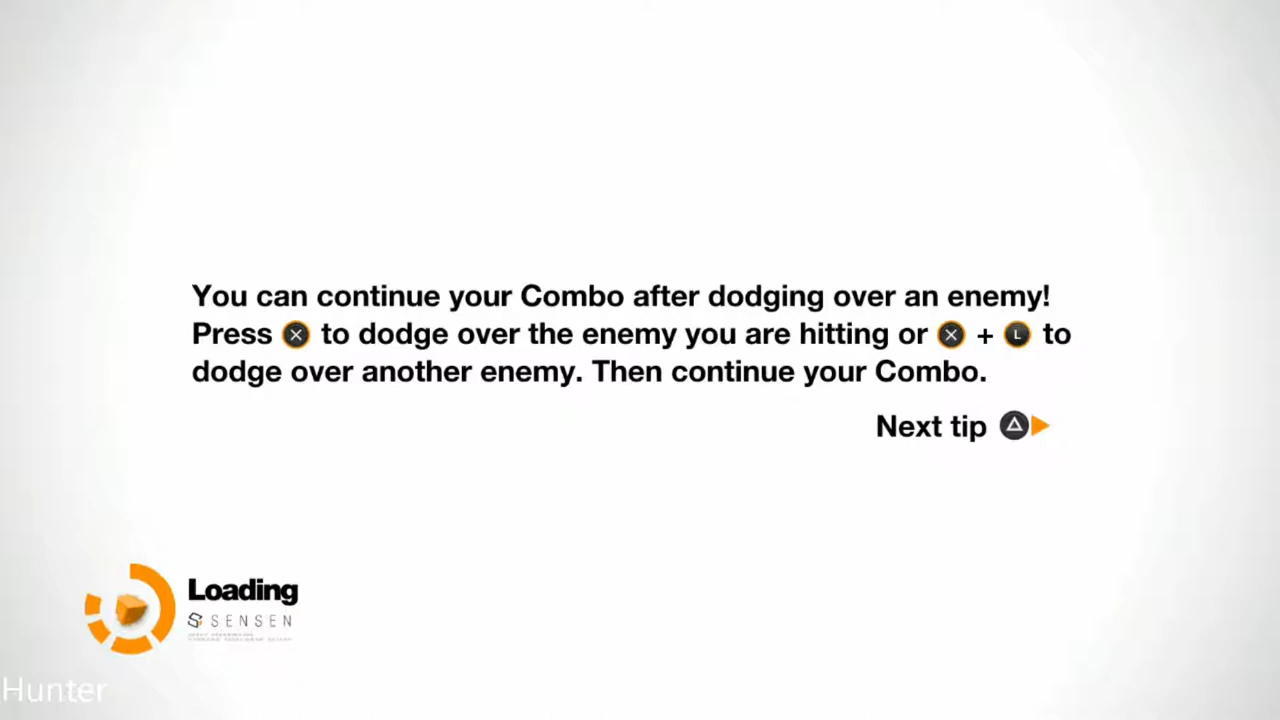 You can continue your Combo after dodging over an enemy!
Press X to dodge over the enemy you are hitting or X + L to
dodge over another enemy. Then continue your Combo.
Next tip
Loading
SENSEN
Hunter